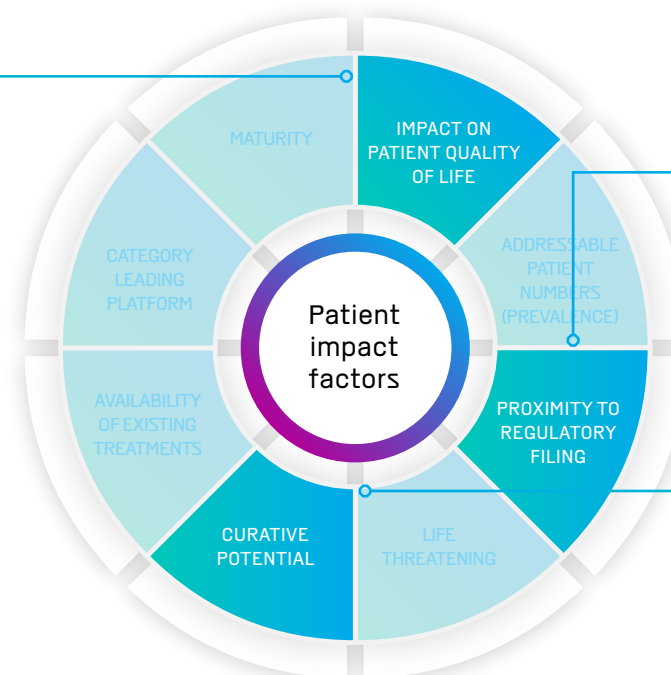 MATURITY
IMPACT ON
PATIENT QUALITY
OF LIFE
ADDRESSABLE
PATIENT
NUMBERS
(PREVALENCE)
PROXIMITY TO
REGULATORY
FILING
LIFE
THREATENING
CURATIVE
POTENTIAL
AVAILABILITY
OF EXISTING
TREATMENTS
CATEGORY
LEADING
PLATFORM
Patient
impact
factors